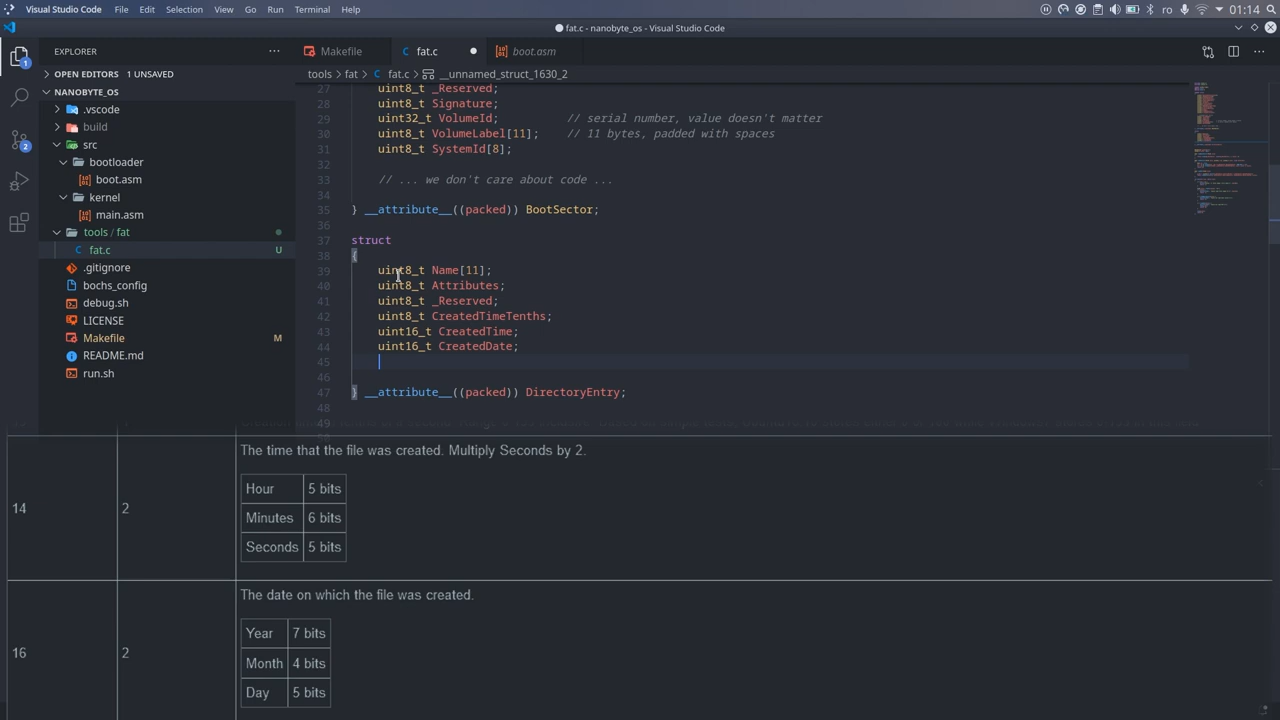 Visual Studio Code File Edit Selection View Go Run Terminal Help ro 01:14
fat.c - nanobyte_os - Visual Studio Code
EXPLORER
Makefile fat.c boot.asm
OPEN EDITORS 1 UNSAVED
tools fat fat.c __unnamed_struct_1630_2
NANOBYTE_OS
.vscode
build
src
bootloader
boot.asm
kernel
main.asm
tools / fat
fat.c U
.gitignore
bochs_config
debug.sh
LICENSE
Makefile M
README.md
run.sh
1
2
27 uint8_t _Reserved;
28 uint8_t Signature;
29 uint32_t VolumeId; // serial number, value doesn't matter
30 uint8_t VolumeLabel[11]; // 11 bytes, padded with spaces
31 uint8_t SystemId[8];
32
33 // ... we don't care about code ...
34
35 } __attribute__((packed)) BootSector;
36
37 struct
38 {
39 uint8_t Name[11];
40 uint8_t Attributes;
41 uint8_t _Reserved;
42 uint8_t CreatedTimeTenths;
43 uint16_t CreatedTime;
44 uint16_t CreatedDate;
45
46
47 } __attribute__((packed)) DirectoryEntry;
48
49
The time that the file was created. Multiply Seconds by 2.
Hour 5 bits
14 2
Minutes 6 bits
Seconds 5 bits
The date on which the file was created.
Year 7 bits
16 2
Month 4 bits
Day 5 bits